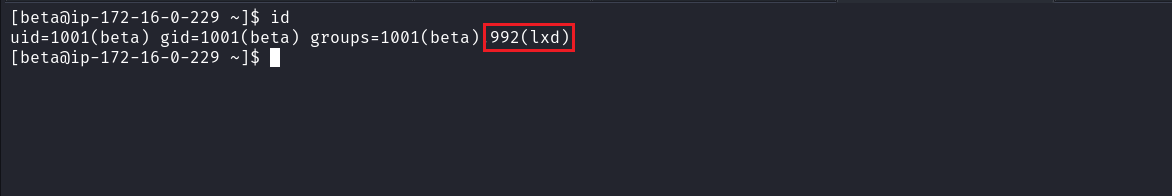 [beta@ip-172-16-0-229 ~]$ id
uid=1001(beta) gid=1001(beta) groups=1001(beta) 992(lxd)
[beta@ip-172-16-0-229 ~]$